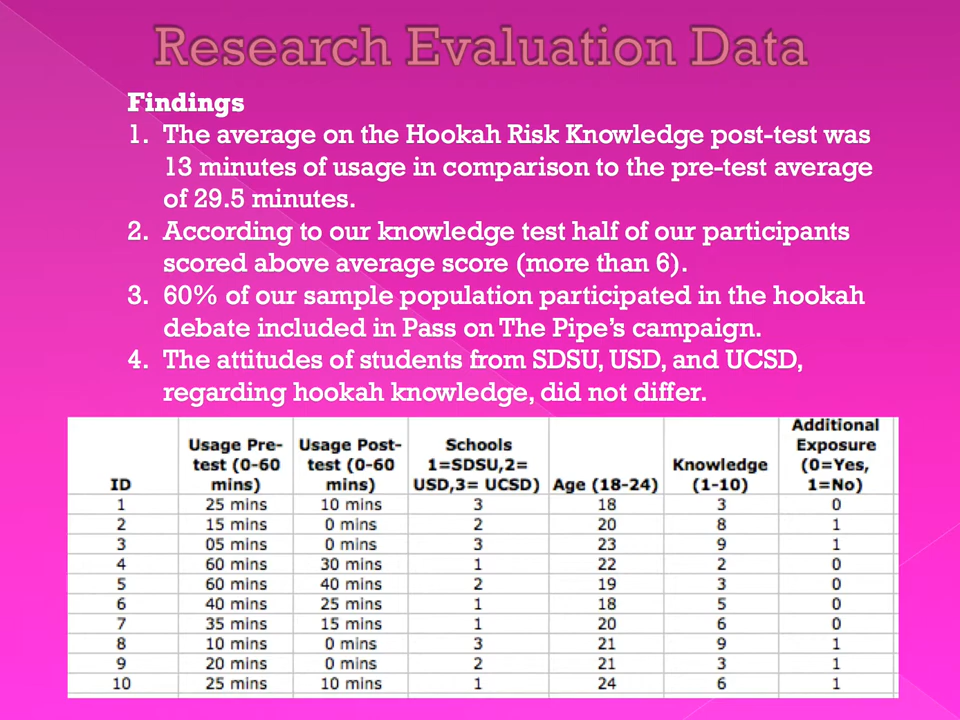 Research Evaluation Data
Findings
1. The average on the Hookah Risk Knowledge post-test was
13 minutes of usage in comparison to the pre-test average
of 29.5 minutes.
2. According to our knowledge test half of our participants
scored above average score (more than 6).
3. 60% of our sample population participated in the hookah
debate included in Pass on The Pipe's campaign.
4. The attitudes of students from SDSU, USD, and UCSD,
regarding hookah knowledge, did not differ.
ID Usage Pre-test (0-60 mins) Usage Post-test (0-60 mins) Schools 1=SDSU,2= USD,3= UCSD) Age (18-24) Knowledge (1-10) Additional Exposure (0=Yes, 1=No)
1 25 mins 10 mins 3 18 3 0
2 15 mins 0 mins 2 20 8 1
3 05 mins 0 mins 3 23 9 1
4 60 mins 30 mins 1 22 2 0
5 60 mins 40 mins 2 19 3 0
6 40 mins 25 mins 1 18 5 0
7 35 mins 15 mins 1 20 6 0
8 10 mins 0 mins 3 21 9 1
9 20 mins 0 mins 2 21 3 1
10 25 mins 10 mins 1 24 6 1